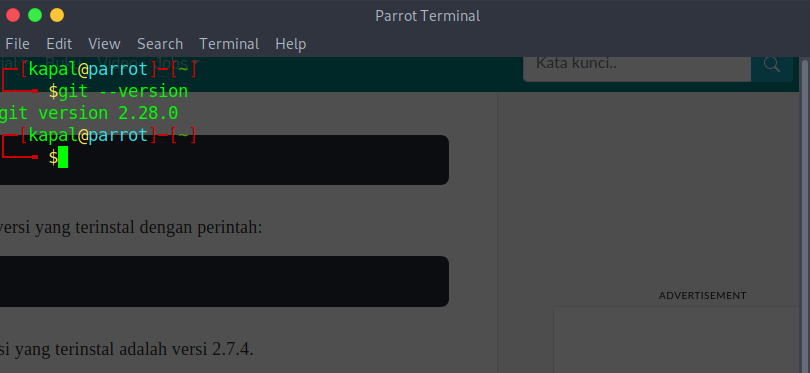 Parrot Terminal
File Edit View Search Terminal Help
Kata kunci..
┌─[kapal@parrot]─[~]
└──╼ $git --version
git version 2.28.0
┌─[kapal@parrot]─[~]
└──╼ $
versi yang terinstal dengan perintah:
ADVERTISEMENT
si yang terinstal adalah versi 2.7.4.